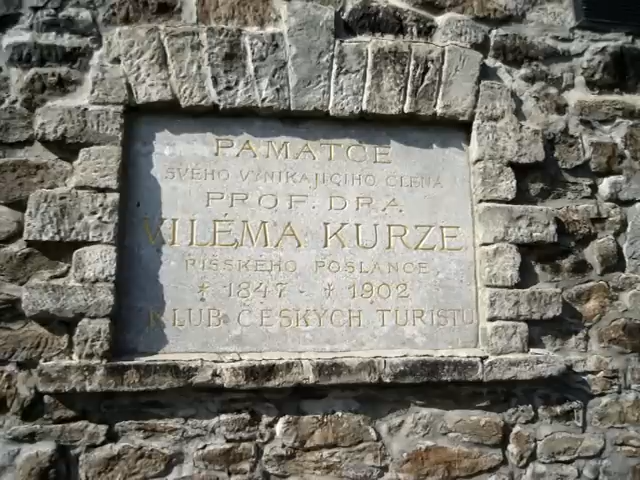 PAMÁTCE
SVÉHO VYNIKAJÍCÍHO ČLENA
PROF. DRA
VILÉMA KURZE
ŘÍŠSKÉHO POSLANCE
* 1847 - † 1902
KLUB ČESKÝCH TURISTŮ